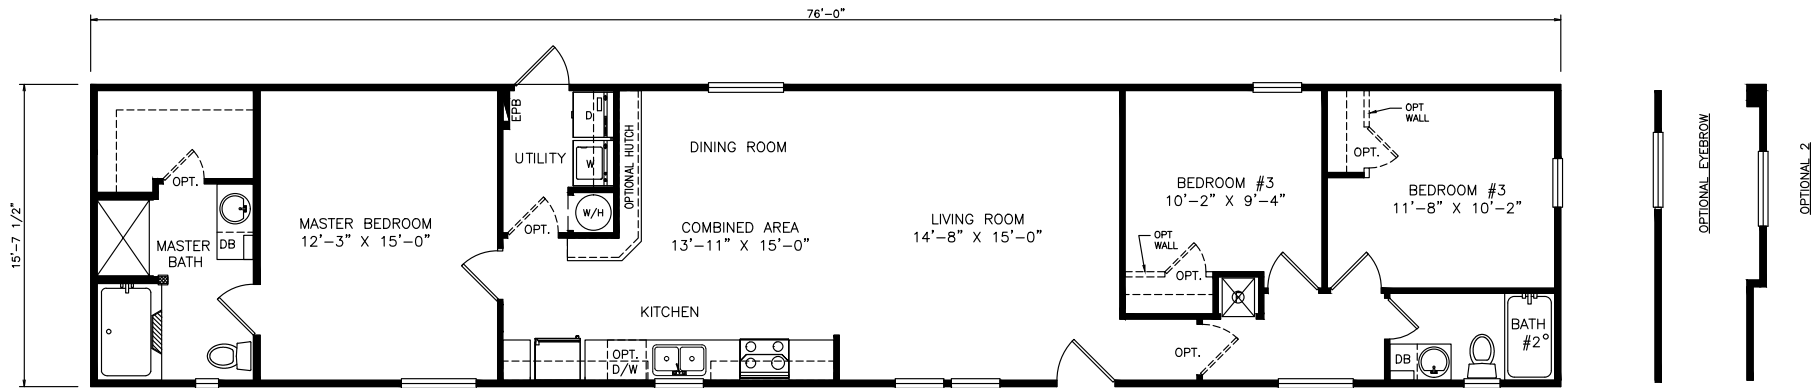 76'-0"
15'-7 1/2"
OPT.
MASTER
BATH
DB
MASTER BEDROOM
12'-3" X 15'-0"
EPB
UTILITY
D
W
W/H
OPT.
OPTIONAL HUTCH
DINING ROOM
COMBINED AREA
13'-11" X 15'-0"
KITCHEN
OPT.
D/W
LIVING ROOM
14'-8" X 15'-0"
BEDROOM #3
10'-2" X 9'-4"
OPT
WALL
OPT.
OPT.
OPT
WALL
OPT.
BEDROOM #3
11'-8" X 10'-2"
BATH
#2
DB
OPTIONAL EYEBROW
OPTIONAL 2